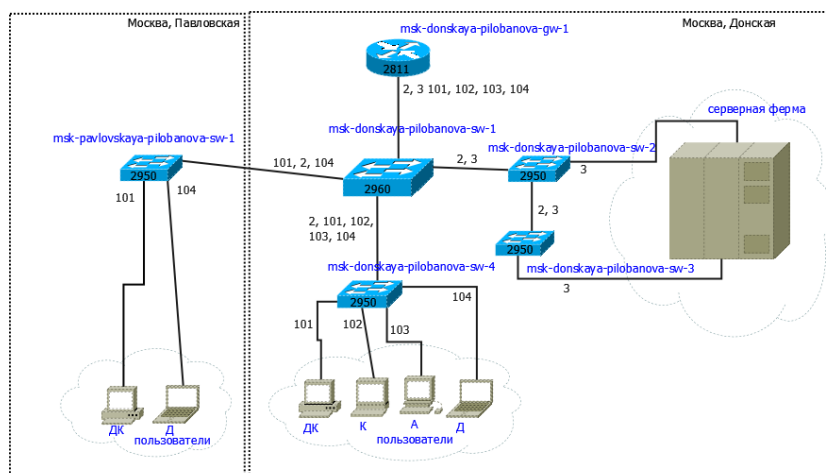 Москва, Павловская
Москва, Донская
msk-donskaya-pilobanova-gw-1
2811
2, 3 101, 102, 103, 104
серверная ферма
msk-donskaya-pilobanova-sw-1
msk-pavlovskaya-pilobanova-sw-1
msk-donskaya-pilobanova-sw-2
101, 2, 104
2, 3
3
2950
2950
2960
101
104
2, 101, 102,
103, 104
2, 3
2950
msk-donskaya-pilobanova-sw-4
msk-donskaya-pilobanova-sw-3
3
2950
104
101
102
103
ДК
Д
пользователи
ДК
К
А
Д
пользователи